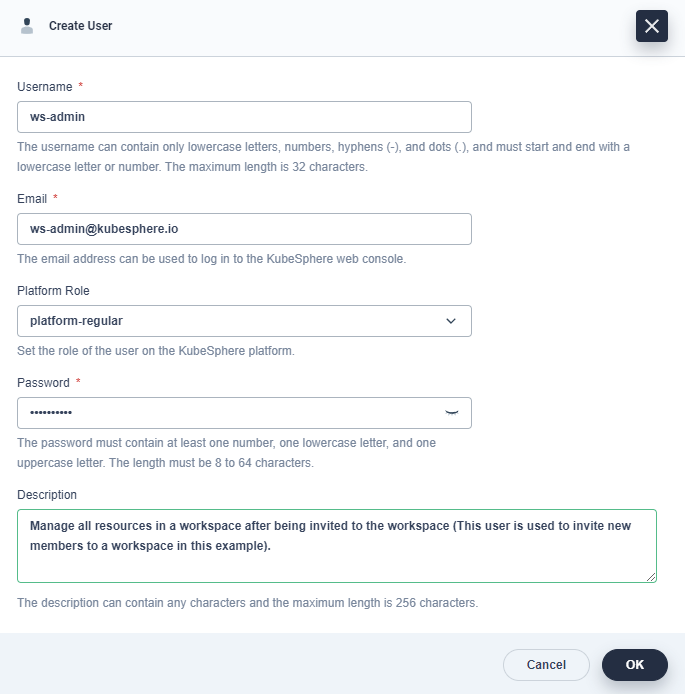 Create User
Username *
ws-admin
The username can contain only lowercase letters, numbers, hyphens (-), and dots (.), and must start and end with a
lowercase letter or number. The maximum length is 32 characters.
Email *
ws-admin@kubesphere.io
The email address can be used to log in to the KubeSphere web console.
Platform Role
platform-regular
Set the role of the user on the KubeSphere platform.
Password *
••••••••••
The password must contain at least one number, one lowercase letter, and one
uppercase letter. The length must be 8 to 64 characters.
Description
Manage all resources in a workspace after being invited to the workspace (This user is used to invite new
members to a workspace in this example).
The description can contain any characters and the maximum length is 256 characters.
Cancel
OK